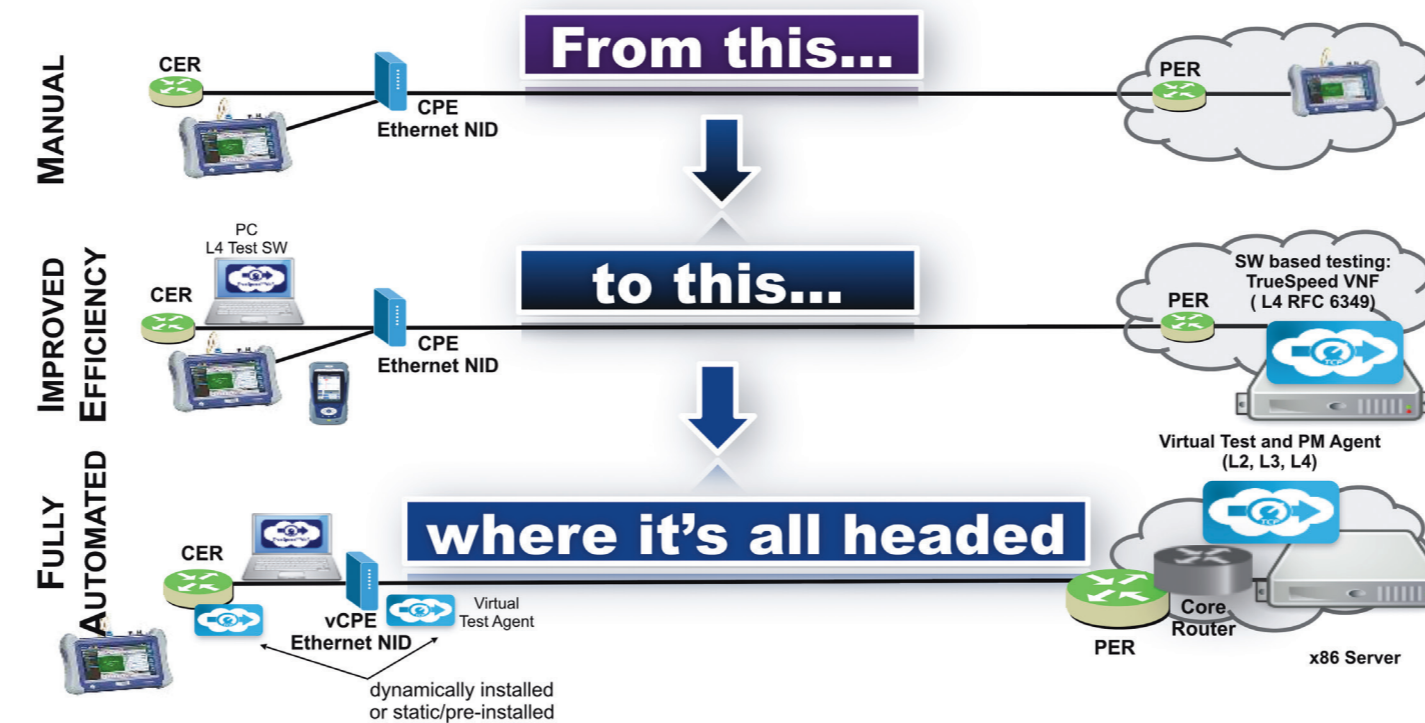 MANUAL
CER
CPE
Ethernet NID
From this...
PER
IMPROVED
EFFICIENCY
PC
L4 Test SW
CER
CPE
Ethernet NID
to this...
SW based testing:
TrueSpeed VNF
( L4 RFC 6349)
PER
TCP
Virtual Test and PM Agent
(L2, L3, L4)
FULLY
AUTOMATED
CER
vCPE
Ethernet NID
Virtual
Test Agent
dynamically installed
or static/pre-installed
where it's all headed
TCP
PER
Core
Router
x86 Server